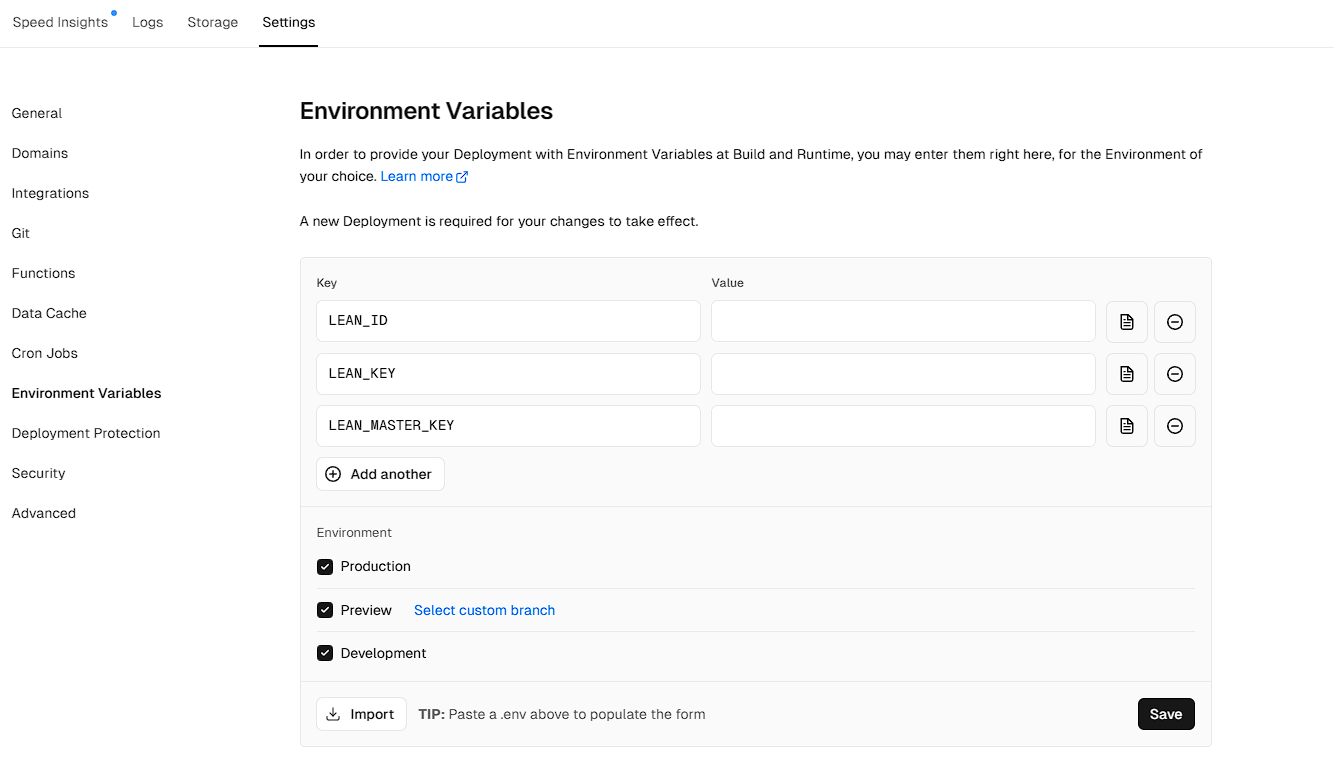 Speed Insights Logs Storage Settings
General
Domains
Integrations
Git
Functions
Data Cache
Cron Jobs
Environment Variables
Deployment Protection
Security
Advanced
Environment Variables
In order to provide your Deployment with Environment Variables at Build and Runtime, you may enter them right here, for the Environment of
your choice. Learn more
A new Deployment is required for your changes to take effect.
Key Value
LEAN_ID
LEAN_KEY
LEAN_MASTER_KEY
Add another
Environment
Production
Preview Select custom branch
Development
Import TIP: Paste a .env above to populate the form Save